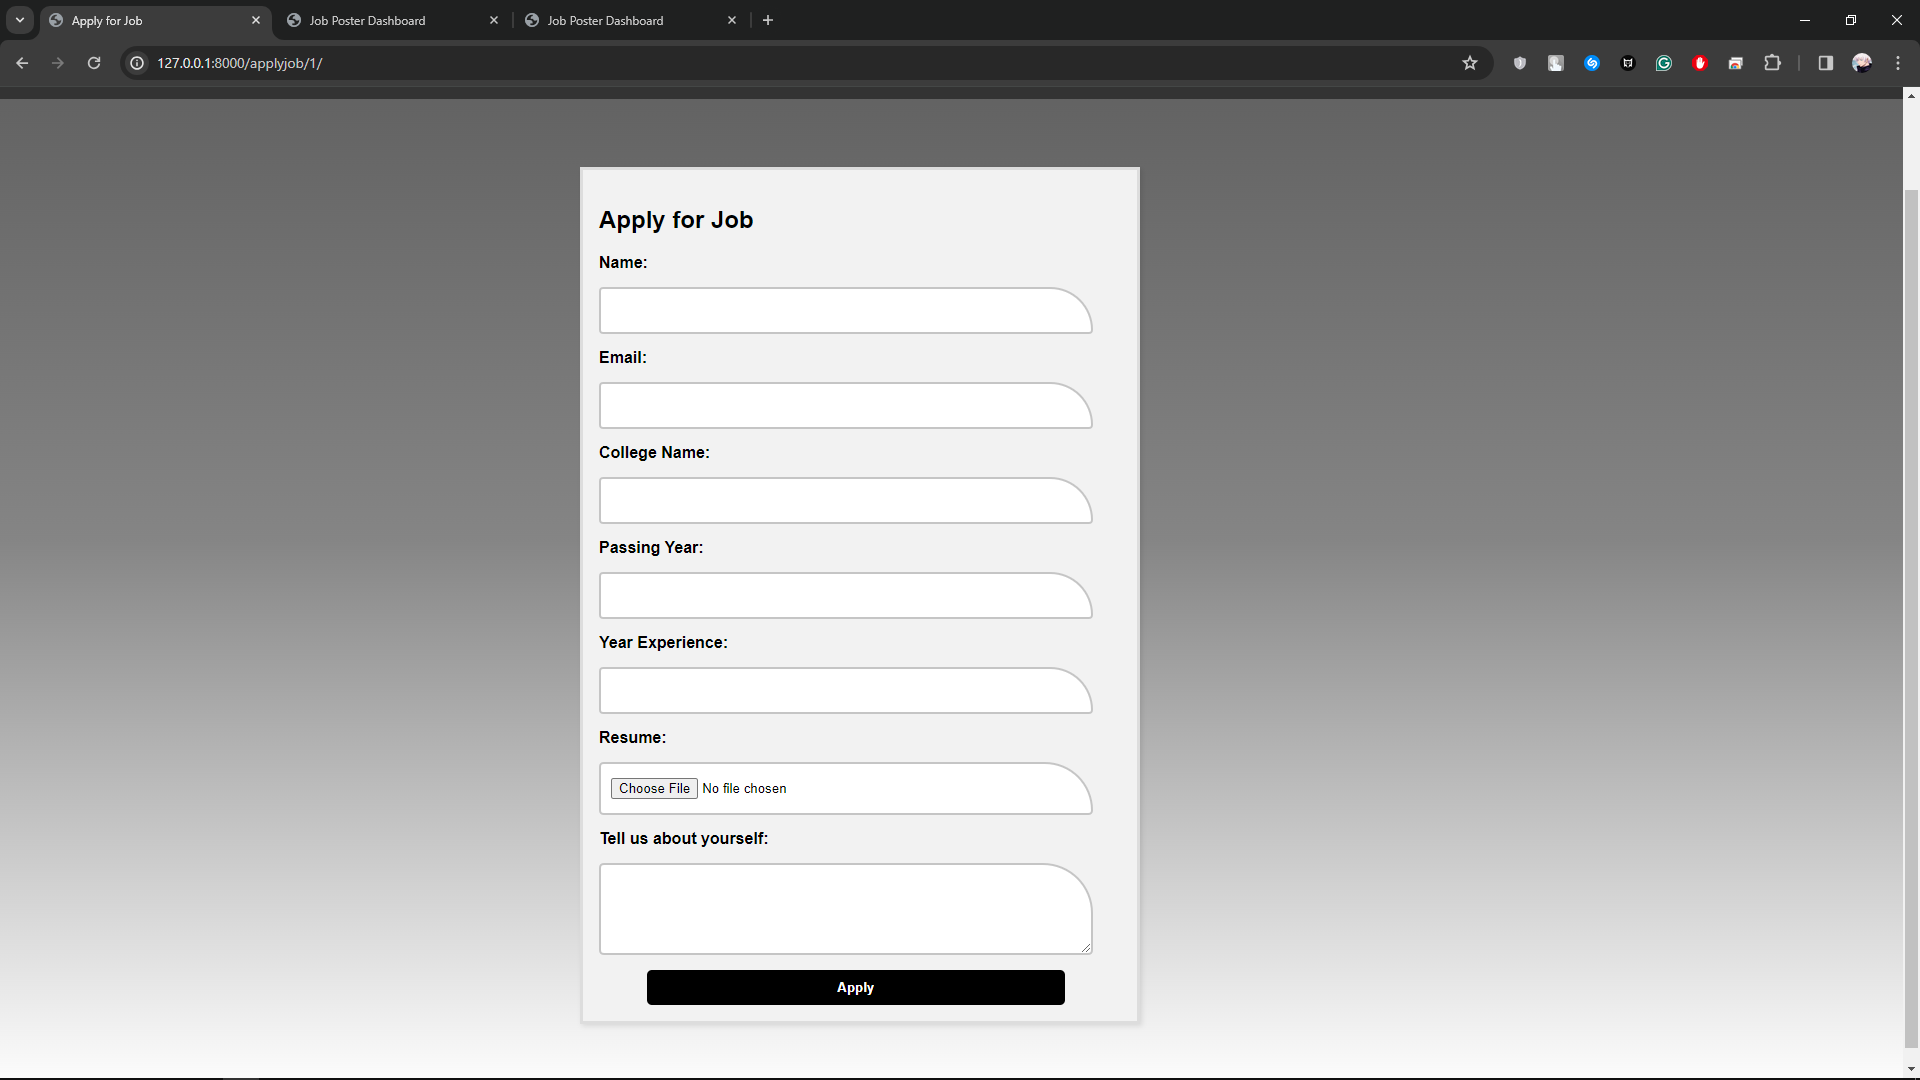 Apply for Job
Job Poster Dashboard
Job Poster Dashboard
127.0.0.1:8000/applyjob/1/
Apply for Job
Name:
Email:
College Name:
Passing Year:
Year Experience:
Resume:
Choose File No file chosen
Tell us about yourself:
Apply